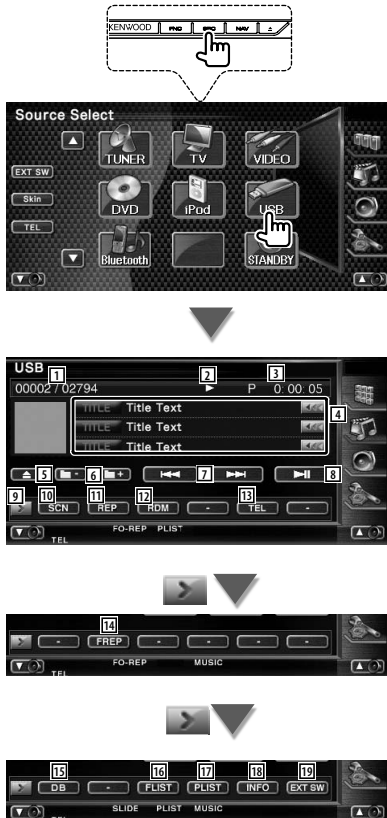 KENWOOD FNC SRC NAV ▲
Source Select
TUNER TV VIDEO
EXT SW
Skin
DVD iPod USB
TEL
Bluetooth STANDBY
USB
1 2 3
00002 / 02794 ► P 0: 00: 05
TITLE Title Text
4
TITLE Title Text
TITLE Title Text
5 - 6 + 7 8
9 10 11 12 13
SCN REP RDM - TEL -
FO-REP PLIST
TEL
14
- FREP - - - -
FO-REP MUSIC
TEL
15 16 17 18 19
DB - FLIST PLIST INFO EXT SW
SLIDE PLIST MUSIC